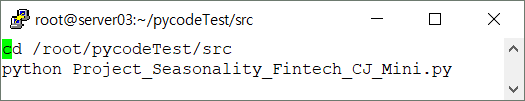 root@server03:~/pycodeTest/src
cd /root/pycodeTest/src
python Project_Seasonality_Fintech_CJ_Mini.py